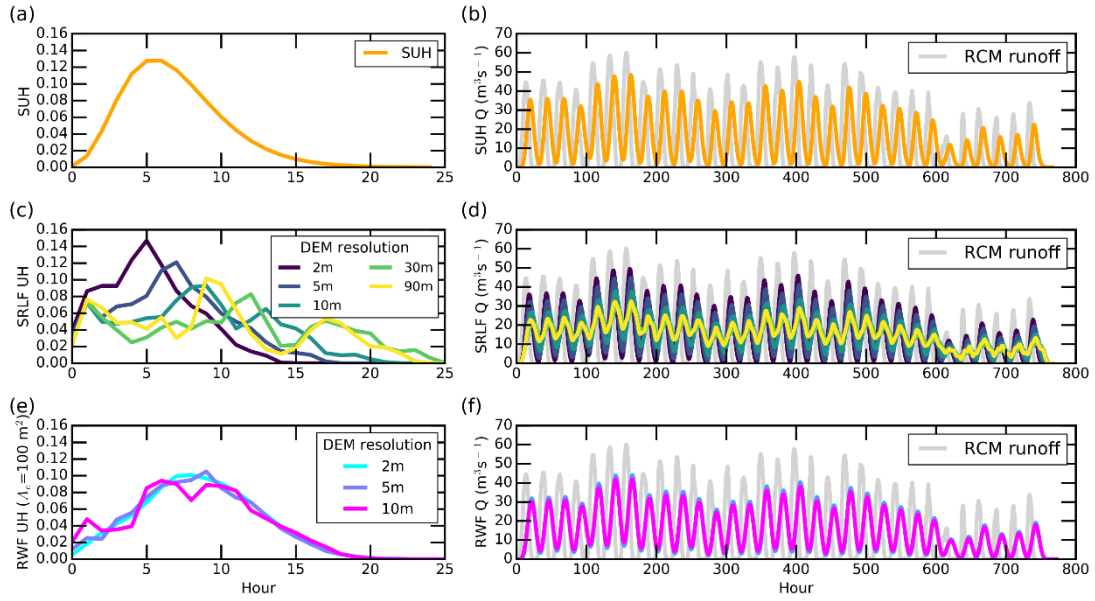 (a)
(b)
0.16
0.14
0.12
0.10
0.08
0.06
0.04
0.02
0.00
SUH
SUH
0 5 10 15 20 25
70
60
50
40
30
20
10
0
SUH Q (m³s⁻¹)
RCM runoff
0 100 200 300 400 500 600 700 800
(c)
(d)
0.16
0.14
0.12
0.10
0.08
0.06
0.04
0.02
0.00
SRLF UH
DEM resolution
2m 30m
5m 90m
10m
0 5 10 15 20 25
70
60
50
40
30
20
10
0
SRLF Q (m³s⁻¹)
RCM runoff
0 100 200 300 400 500 600 700 800
(e)
(f)
0.16
0.14
0.12
0.10
0.08
0.06
0.04
0.02
0.00
RWF UH (A_c=100 m²)
DEM resolution
2m
5m
10m
0 5 10 15 20 25
Hour
70
60
50
40
30
20
10
0
RWF Q (m³s⁻¹)
RCM runoff
0 100 200 300 400 500 600 700 800
Hour